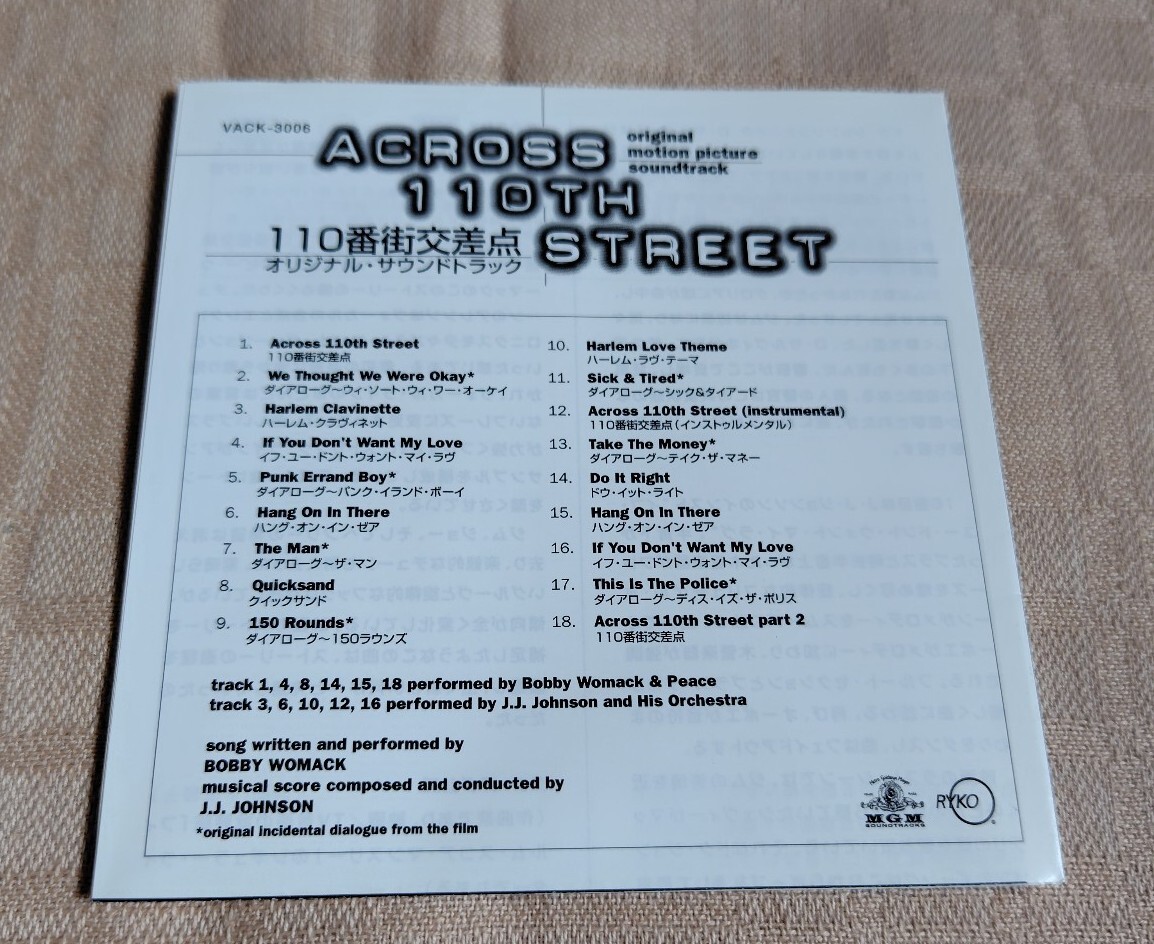 VACK-3006
ACROSS
110TH
STREET
original
motion picture
soundtrack
110番街交差点
オリジナル・サウンドトラック
1. Across 110th Street
110番街交差点
2. We Thought We Were Okay*
ダイアローグ〜ウィ・ソート・ウィ・ワー・オーケイ
3. Harlem Clavinette
ハーレム・クラヴィネット
4. If You Don't Want My Love
イフ・ユー・ドント・ウォント・マイ・ラヴ
5. Punk Errand Boy*
ダイアローグ〜パンク・イランド・ボーイ
6. Hang On In There
ハング・オン・イン・ゼア
7. The Man*
ダイアローグ〜ザ・マン
8. Quicksand
クイックサンド
9. 150 Rounds*
ダイアローグ〜150ラウンズ
10. Harlem Love Theme
ハーレム・ラヴ・テーマ
11. Sick & Tired*
ダイアローグ〜シック&タイアード
12. Across 110th Street (instrumental)
110番街交差点(インストゥルメンタル)
13. Take The Money*
ダイアローグ〜テイク・ザ・マネー
14. Do It Right
ドゥ・イット・ライト
15. Hang On In There
ハング・オン・イン・ゼア
16. If You Don't Want My Love
イフ・ユー・ドント・ウォント・マイ・ラヴ
17. This Is The Police*
ダイアローグ〜ディス・イズ・ザ・ポリス
18. Across 110th Street part 2
110番街交差点
track 1, 4, 8, 14, 15, 18 performed by Bobby Womack & Peace
track 3, 6, 10, 12, 16 performed by J.J. Johnson and His Orchestra
song written and performed by
BOBBY WOMACK
musical score composed and conducted by
J.J. JOHNSON
*original incidental dialogue from the film
MGM
SOUNDTRACKS
RYKO